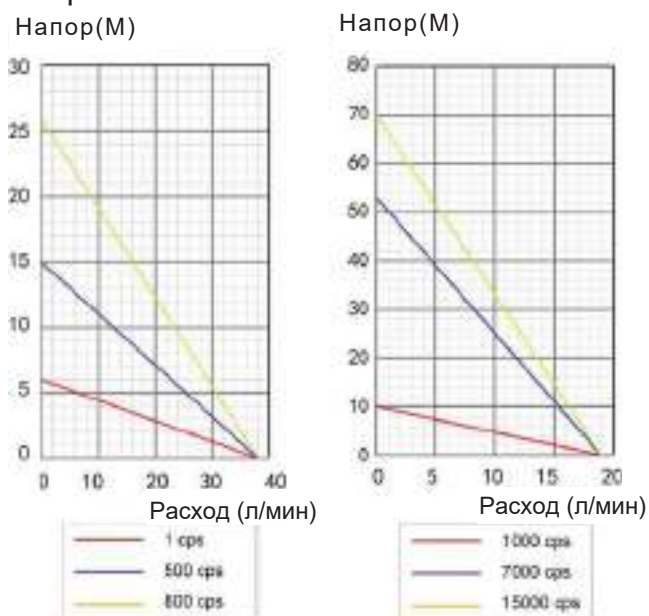 Напор(М)
30
25
20
15
10
5
0
0 10 20 30 40
Расход (л/мин)
1 cps
500 cps
800 cps
Напор(М)
80
70
60
50
40
30
20
10
0
0 5 10 15 20
Расход (л/мин)
1000 cps
7000 cps
15000 cps